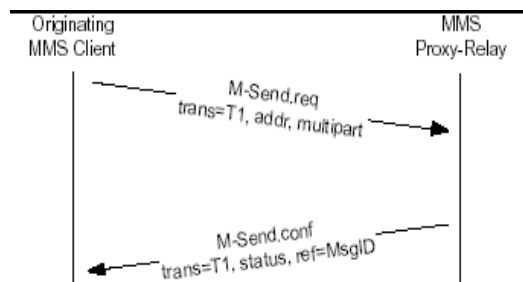 Originating
MMS Client
MMS
Proxy-Relay
M-Send.req
trans=T1, addr, multipart
M-Send.conf
trans=T1, status, ref=MsgID